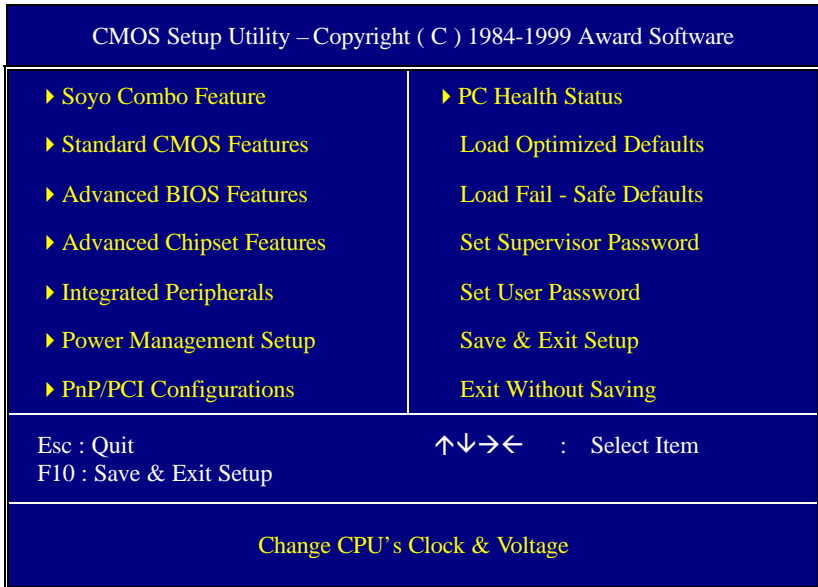 CMOS Setup Utility – Copyright ( C ) 1984-1999 Award Software
Soyo Combo Feature
Standard CMOS Features
Advanced BIOS Features
Advanced Chipset Features
Integrated Peripherals
Power Management Setup
PnP/PCI Configurations
PC Health Status
Load Optimized Defaults
Load Fail - Safe Defaults
Set Supervisor Password
Set User Password
Save & Exit Setup
Exit Without Saving
Esc : Quit
F10 : Save & Exit Setup
↑↓→← : Select Item
Change CPU's Clock & Voltage